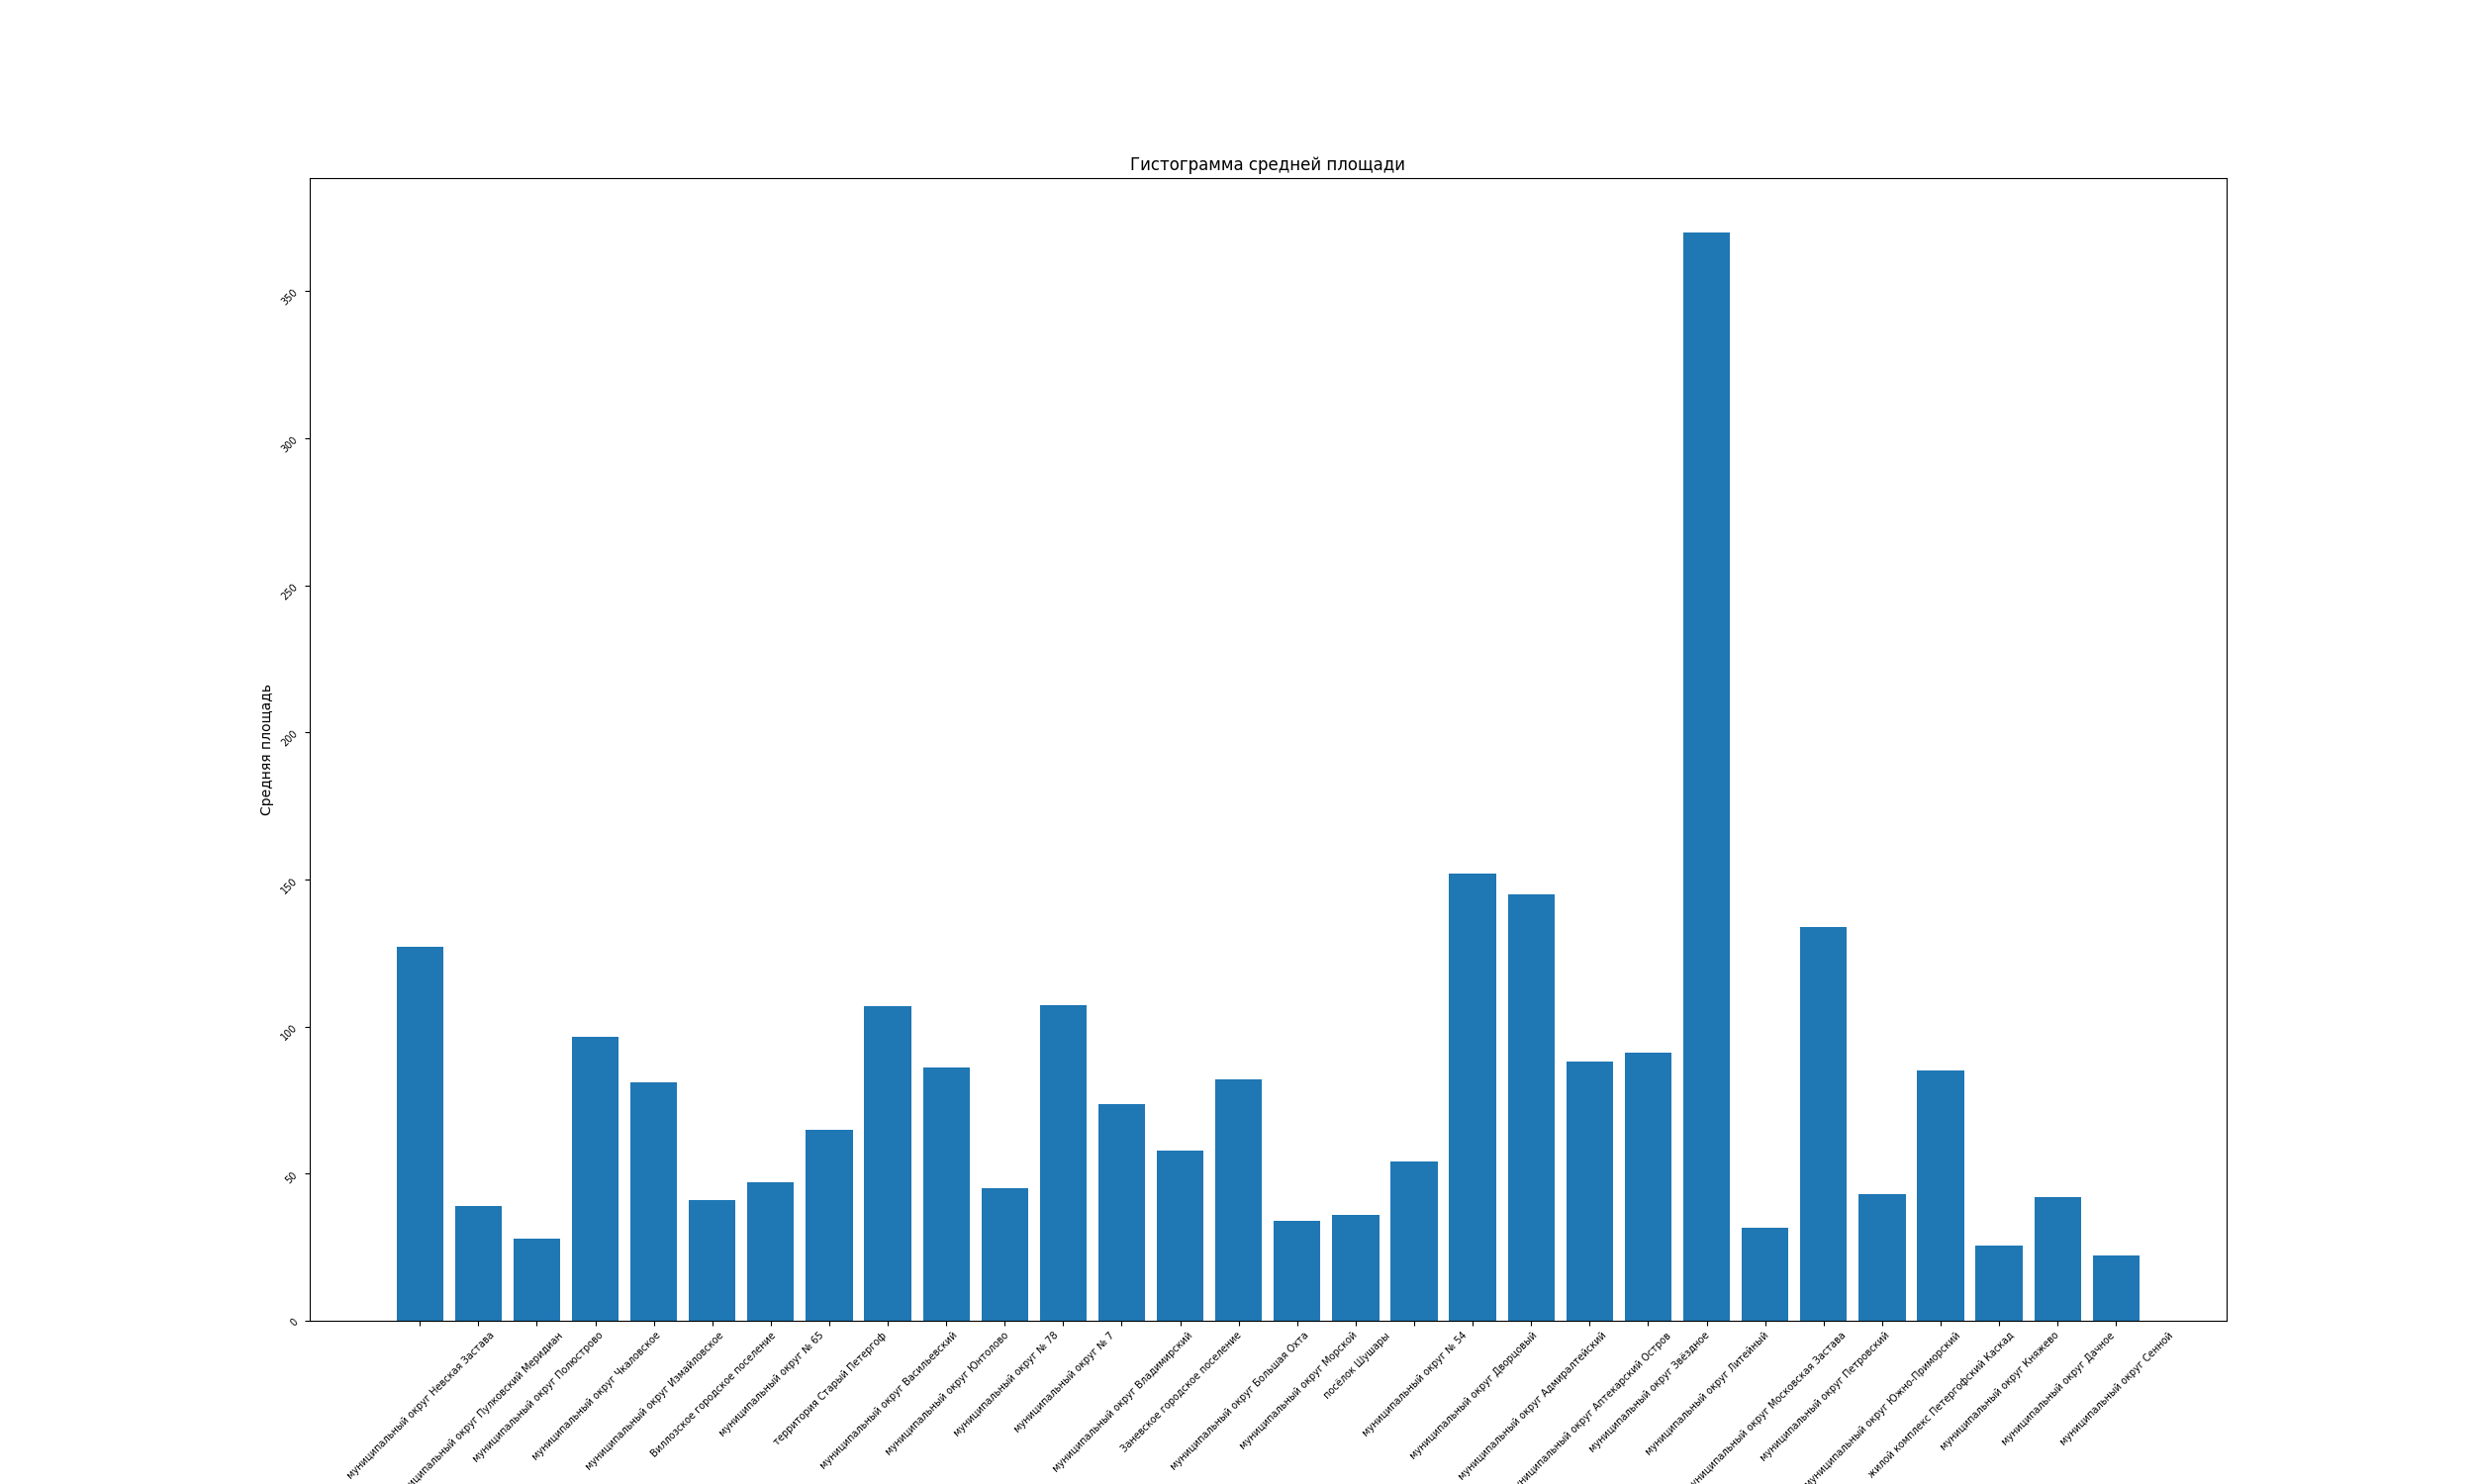 Гистограмма средней площади
Средняя площадь
350
300
250
200
150
100
50
0
муниципальный округ Невская Застава
округ Пулковский Меридиан
муниципальный округ Полюстрово
муниципальный округ Чкаловское
муниципальный округ Измайловское
Виллозское городское поселение
муниципальный округ № 65
территория Старый Петергоф
муниципальный округ Васильевский
муниципальный округ Юнтолово
муниципальный округ № 78
муниципальный округ № 7
муниципальный округ Владимирский
Заневское городское поселение
муниципальный округ Большая Охта
муниципальный округ Морской
посёлок Шушары
муниципальный округ № 54
муниципальный округ Дворцовый
муниципальный округ Адмиралтейский
округ Аптекарский Остров
муниципальный округ Звёздное
муниципальный округ Литейный
округ Московская Застава
муниципальный округ Петровский
муниципальный округ Южно-Приморский
жилой комплекс Петергофский Каскад
муниципальный округ Княжево
муниципальный округ Дачное
муниципальный округ Сенной